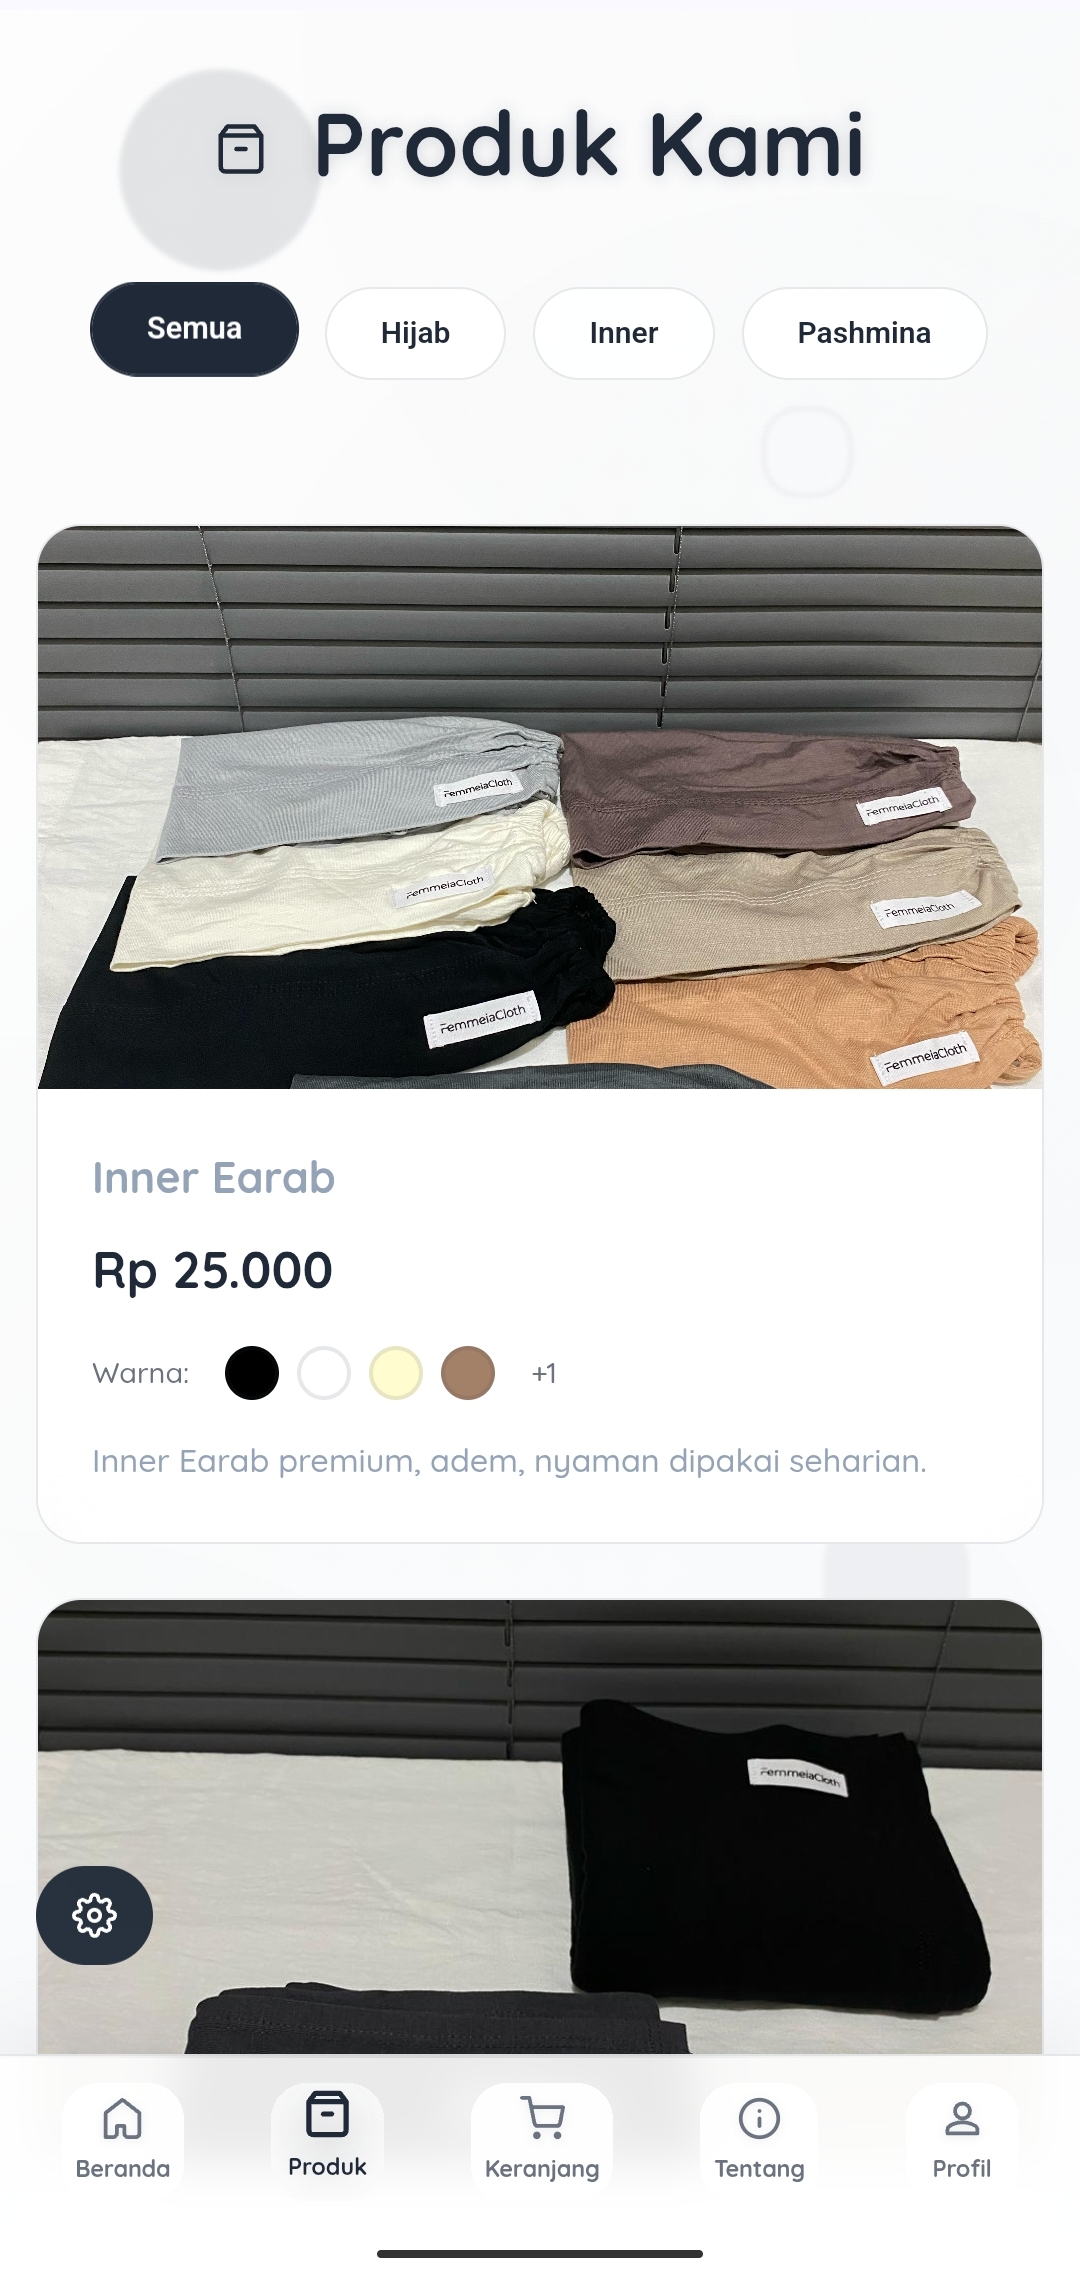 Produk Kami
Semua
Hijab
Inner
Pashmina
FemmeiaCloth
FemmeiaCloth
FemmeiaCloth
FemmeiaCloth
FemmeiaCloth
FemmeiaCloth
Inner Earab
Rp 25.000
Warna:
+1
Inner Earab premium, adem, nyaman dipakai seharian.
FemmeiaCloth
Beranda
Produk
Keranjang
Tentang
Profil